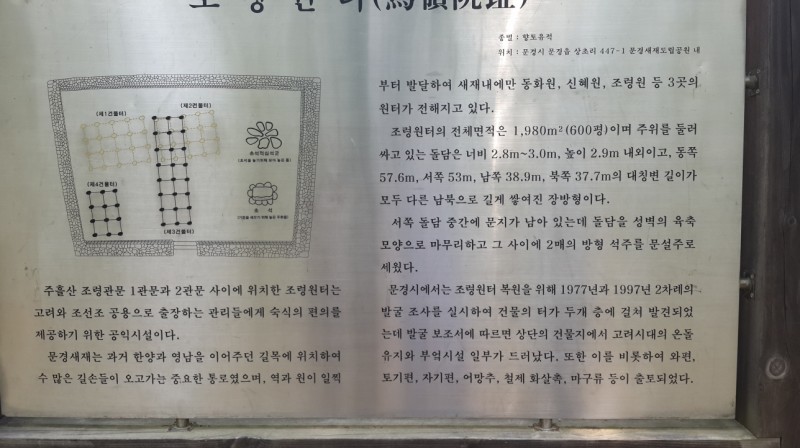 조령원터(鳥嶺院址)
종별 : 향토유적
위치 : 문경시 문경읍 상초리 447-1 문경새재도립공원 내
(제1건물터)
(제2건물터)
(제4건물터)
(제3건물터)
주흘산 조령관문 1관문과 2관문 사이에 위치한 조령원터는
고려와 조선조 공용으로 출장하는 관리들에게 숙식의 편의를
제공하기 위한 공익시설이다.
문경새재는 과거 한양과 영남을 이어주던 길목에 위치하여
수 많은 길손들이 오고가는 중요한 통로였으며, 역과 원이 일찍
부터 발달하여 새재내에만 동화원, 신혜원, 조령원 등 3곳의
원터가 전해지고 있다.
조령원터의 전체면적은 1,980m²(600평)이며 주위를 둘러
싸고 있는 돌담은 너비 2.8m~3.0m, 높이 2.9m 내외이고, 동쪽
57.6m, 서쪽 53m, 남쪽 38.9m, 북쪽 37.7m의 대칭변 길이가
모두 다른 남북으로 길게 쌓여진 장방형이다.
서쪽 돌담 중간에 문지가 남아 있는데 돌담을 성벽의 육축
모양으로 마무리하고 그 사이에 2매의 방형 석주를 문설주로
세웠다.
문경시에서는 조령원터 복원을 위해 1977년과 1997년 2차례의
발굴 조사를 실시하여 건물의 터가 두개 층에 걸쳐 발견되었
는데 발굴 보조서에 따르면 상단의 건물지에서 고려시대의 온돌
유지와 부엌시설 일부가 드러났다. 또한 이를 비롯하여 와편,
토기편, 자기편, 어망추, 철제 화살촉, 마구류 등이 출토되었다.